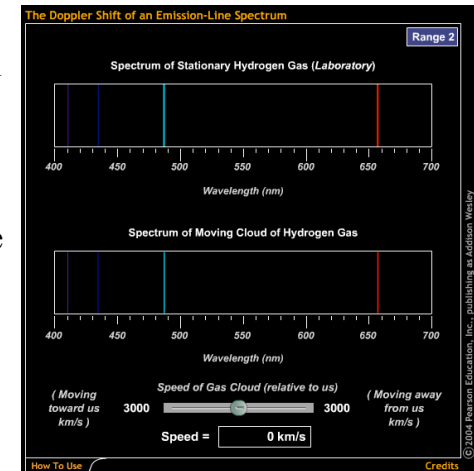 The Doppler Shift of an Emission-Line Spectrum
Range 2
Spectrum of Stationary Hydrogen Gas (Laboratory)
400 450 500 550 600 650 700
Wavelength (nm)
Spectrum of Moving Cloud of Hydrogen Gas
400 450 500 550 600 650 700
Wavelength (nm)
Speed of Gas Cloud (relative to us)
( Moving
toward us
km/s )
3000
3000
(Moving away
from us
km/s )
Speed = 0 km/s
How To Use
Credits
©2004 Pearson Education, Inc., publishing as Addison Wesley